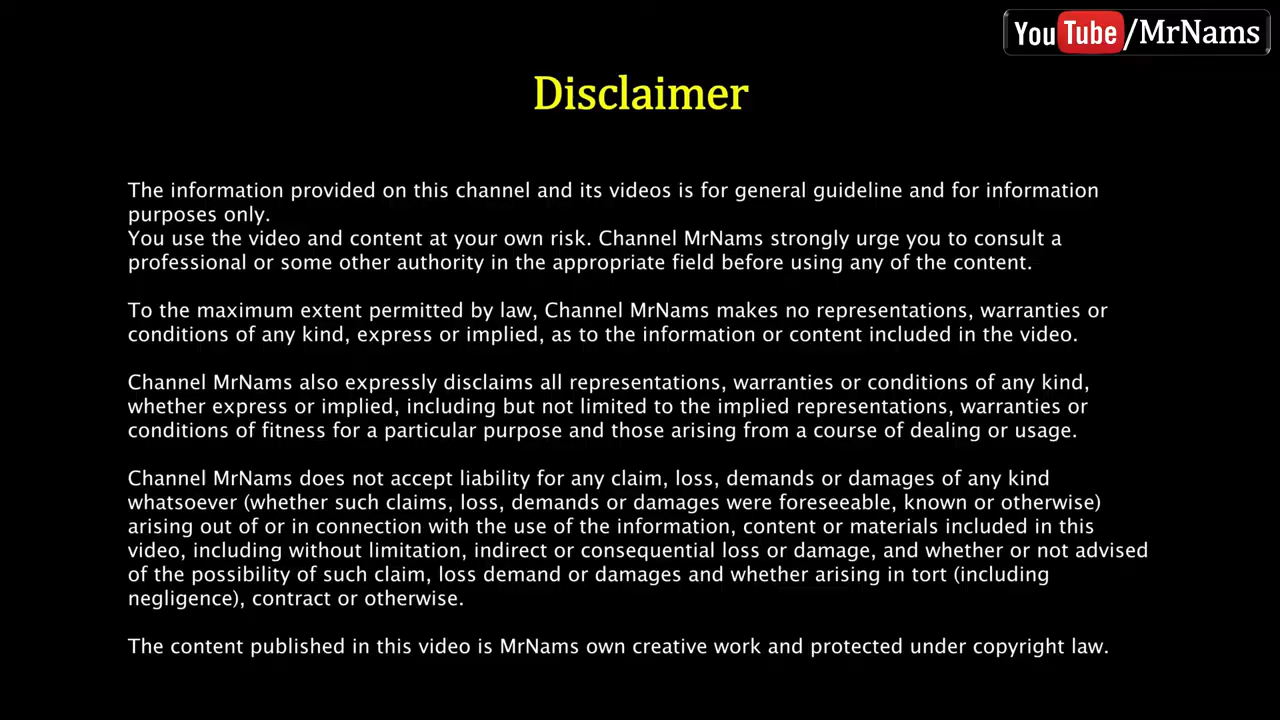 YouTube/MrNams
Disclaimer
The information provided on this channel and its videos is for general guideline and for information
purposes only.
You use the video and content at your own risk. Channel MrNams strongly urge you to consult a
professional or some other authority in the appropriate field before using any of the content.
To the maximum extent permitted by law, Channel MrNams makes no representations, warranties or
conditions of any kind, express or implied, as to the information or content included in the video.
Channel MrNams also expressly disclaims all representations, warranties or conditions of any kind,
whether express or implied, including but not limited to the implied representations, warranties or
conditions of fitness for a particular purpose and those arising from a course of dealing or usage.
Channel MrNams does not accept liability for any claim, loss, demands or damages of any kind
whatsoever (whether such claims, loss, demands or damages were foreseeable, known or otherwise)
arising out of or in connection with the use of the information, content or materials included in this
video, including without limitation, indirect or consequential loss or damage, and whether or not advised
of the possibility of such claim, loss demand or damages and whether arising in tort (including
negligence), contract or otherwise.
The content published in this video is MrNams own creative work and protected under copyright law.